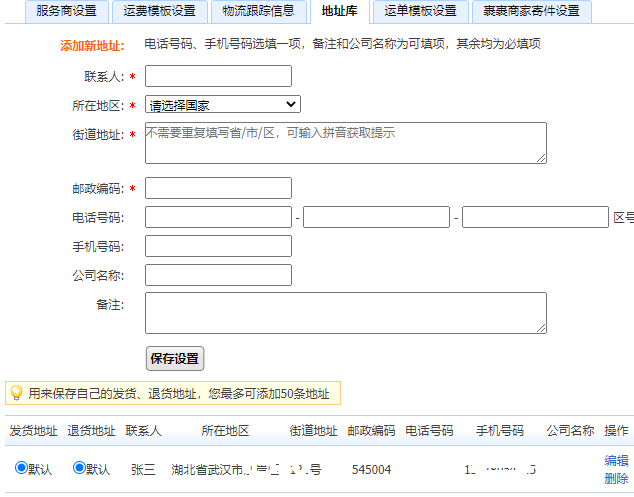 服务商设置 运费模板设置 物流跟踪信息 地址库 运单模板设置 裹裹商家寄件设置
添加新地址: 电话号码、手机号码选填一项，备注和公司名称为可填项，其余均为必填项
联系人: *
所在地区: * 请选择国家
街道地址: * 不需要重复填写省/市/区，可输入拼音获取提示
邮政编码: *
电话号码: - - 区号
手机号码:
公司名称:
备注:
保存设置
用来保存自己的发货、退货地址，您最多可添加50条地址
发货地址 退货地址 联系人 所在地区 街道地址 邮政编码 电话号码 手机号码 公司名称 操作
默认 默认 张三 湖北省武汉市 号 545004 编辑
删除